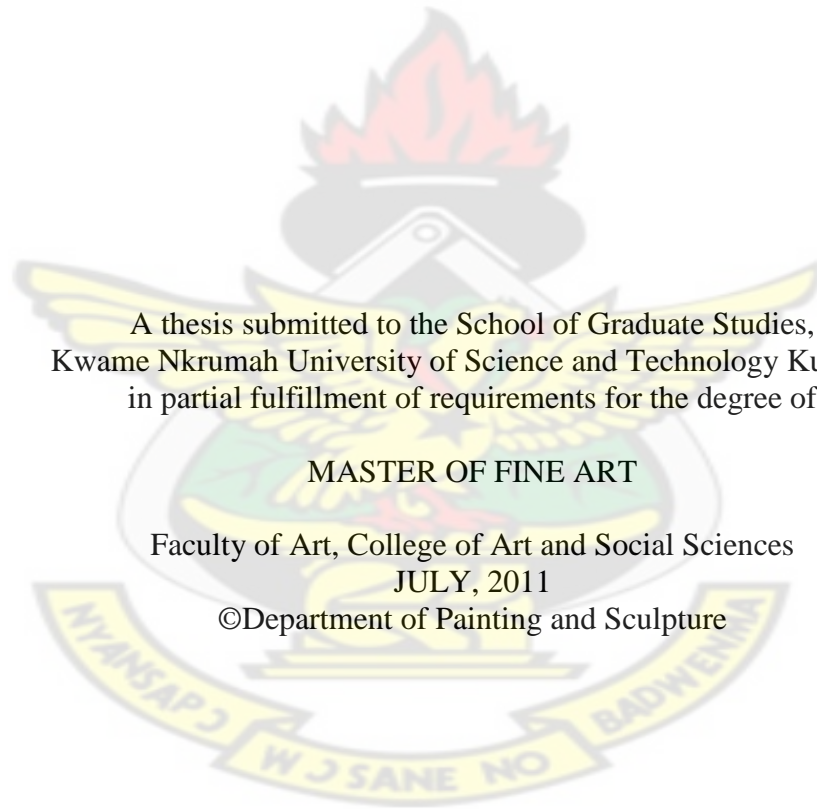 A thesis submitted to the School of Graduate Studies,
Kwame Nkrumah University of Science and Technology Ku
in partial fulfillment of requirements for the degree of
MASTER OF FINE ART
Faculty of Art, College of Art and Social Sciences
JULY, 2011
©Department of Painting and Sculpture
NYANSAPƆ WƆSANE NO BADWENMA